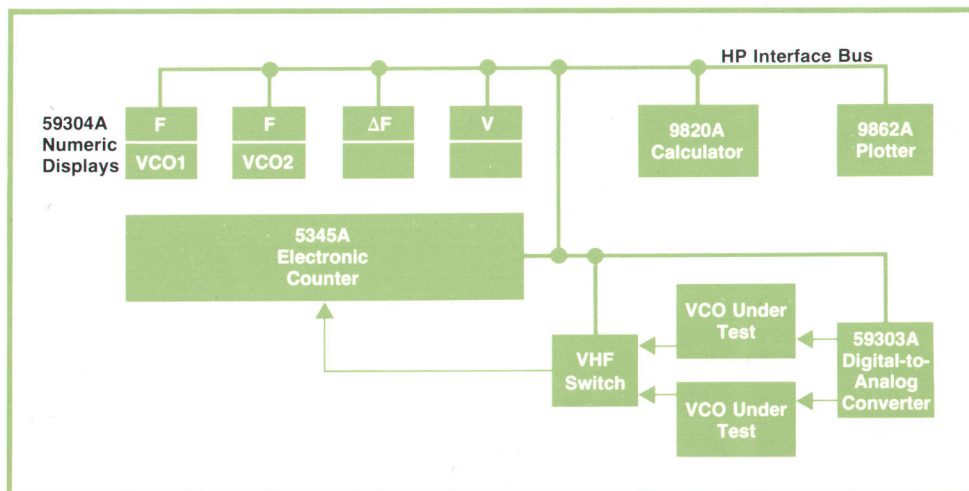 HP Interface Bus
59304A
Numeric
Displays
F
VCO1
F
VCO2
ΔF
V
9820A
Calculator
9862A
Plotter
5345A
Electronic
Counter
VHF
Switch
VCO Under
Test
VCO Under
Test
59303A
Digital-to-
Analog
Converter